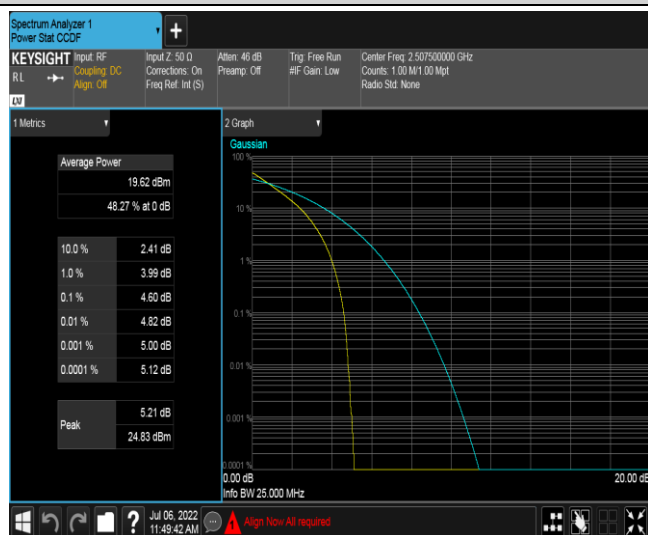 Spectrum Analyzer 1
Power Stat CCDF
+
KEYSIGHT
RL
LXI
Input: RF
Coupling: DC
Align: Off
Input Z: 50 Ω
Corrections: On
Freq Ref: Int (S)
Atten: 46 dB
Preamp: Off
Trig: Free Run
#IF Gain: Low
Center Freq: 2.507500000 GHz
Counts: 1.00 M/1.00 Mpt
Radio Std: None
1 Metrics
Average Power
19.62 dBm
48.27 % at 0 dB
10.0 % 2.41 dB
1.0 % 3.99 dB
0.1 % 4.60 dB
0.01 % 4.82 dB
0.001 % 5.00 dB
0.0001 % 5.12 dB
Peak
5.21 dB
24.83 dBm
2 Graph
Gaussian
100 %
10 %
1 %
0.1 %
0.01 %
0.001 %
0.0001 %
0.00 dB
20.00 dB
Info BW 25.000 MHz
?
Jul 06, 2022
11:49:42 AM
1
Align Now All required